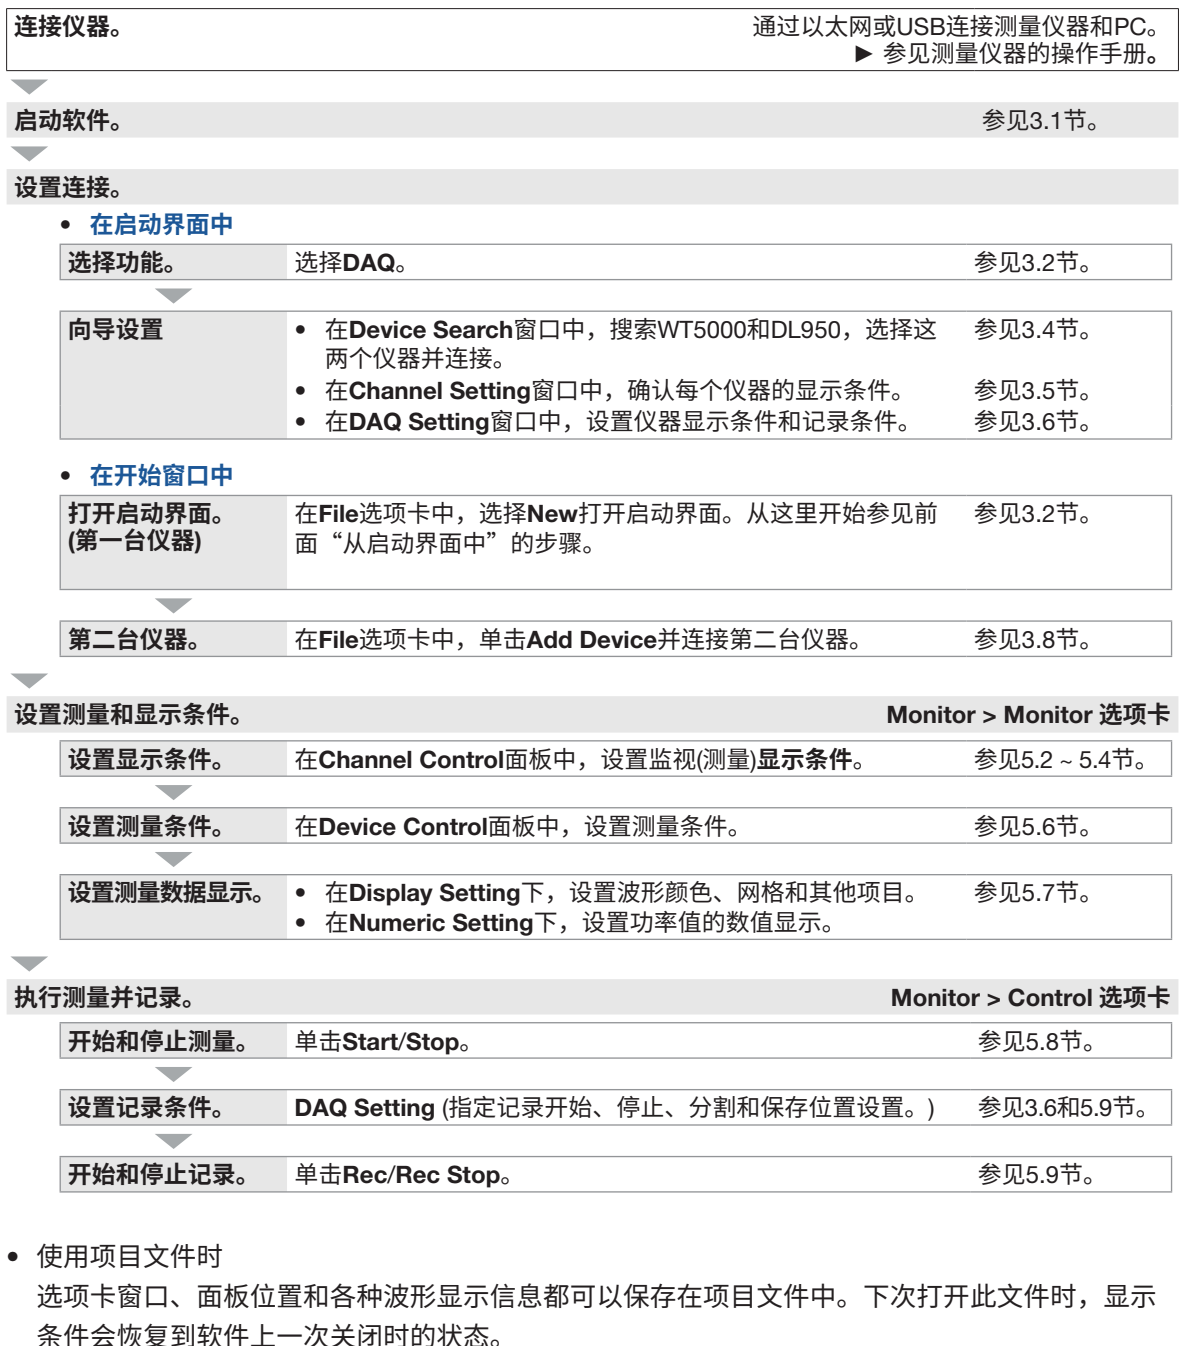 连接仪器。 通过以太网或USB连接测量仪器和PC。
▶ 参见测量仪器的操作手册。
启动软件。 参见3.1节。
设置连接。
• 在启动界面中
选择功能。 选择DAQ。 参见3.2节。
向导设置 • 在Device Search窗口中，搜索WT5000和DL950，选择这 参见3.4节。
两个仪器并连接。
• 在Channel Setting窗口中，确认每个仪器的显示条件。 参见3.5节。
• 在DAQ Setting窗口中，设置仪器显示条件和记录条件。 参见3.6节。
• 在开始窗口中
打开启动界面。 在File选项卡中，选择New打开启动界面。从这里开始参见前 参见3.2节。
(第一台仪器) 面“从启动界面中”的步骤。
第二台仪器。 在File选项卡中，单击Add Device并连接第二台仪器。 参见3.8节。
设置测量和显示条件。 Monitor > Monitor 选项卡
设置显示条件。 在Channel Control面板中，设置监视(测量)显示条件。 参见5.2 ~ 5.4节。
设置测量条件。 在Device Control面板中，设置测量条件。 参见5.6节。
设置测量数据显示。 • 在Display Setting下，设置波形颜色、网格和其他项目。 参见5.7节。
• 在Numeric Setting下，设置功率值的数值显示。
执行测量并记录。 Monitor > Control 选项卡
开始和停止测量。 单击Start/Stop。 参见5.8节。
设置记录条件。 DAQ Setting (指定记录开始、停止、分割和保存位置设置。) 参见3.6和5.9节。
开始和停止记录。 单击Rec/Rec Stop。 参见5.9节。
• 使用项目文件时
选项卡窗口、面板位置和各种波形显示信息都可以保存在项目文件中。下次打开此文件时，显示
条件会恢复到软件上一次关闭时的状态。